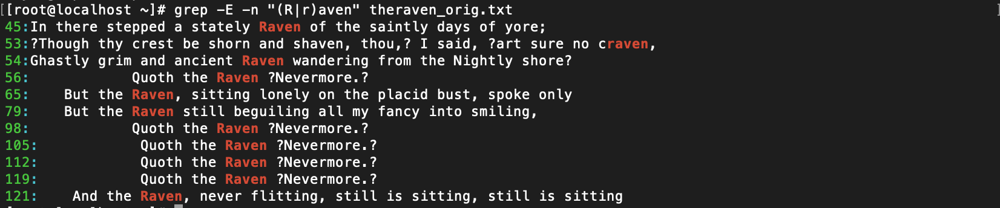 [[root@localhost ~]# grep -E -n "(R|r)aven" theraven_orig.txt ]
45:In there stepped a stately Raven of the saintly days of yore;
53:?Though thy crest be shorn and shaven, thou,? I said, ?art sure no craven,
54:Ghastly grim and ancient Raven wandering from the Nightly shore?
56:            Quoth the Raven ?Nevermore.?
65:    But the Raven, sitting lonely on the placid bust, spoke only
79:    But the Raven still beguiling all my fancy into smiling,
98:            Quoth the Raven ?Nevermore.?
105:            Quoth the Raven ?Nevermore.?
112:            Quoth the Raven ?Nevermore.?
119:            Quoth the Raven ?Nevermore.?
121:    And the Raven, never flitting, still is sitting, still is sitting